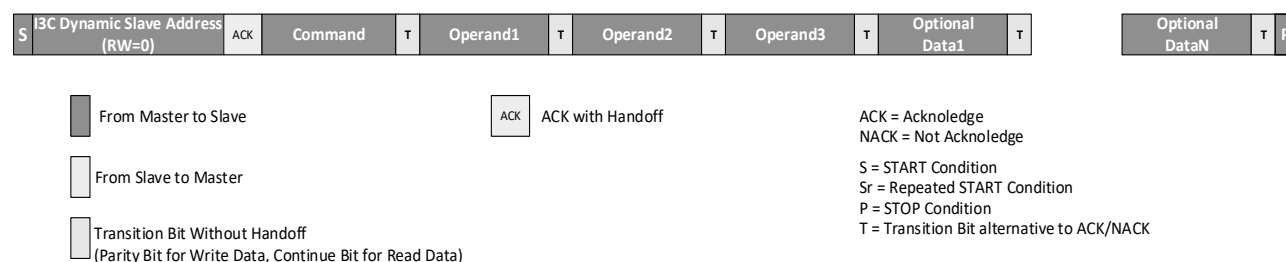 S I3C Dynamic Slave Address (RW=0) ACK Command T Operand1 T Operand2 T Operand3 T Optional Data1 T Optional DataN T P
From Master to Slave
ACK ACK with Handoff
ACK = Acknoledge
NACK = Not Acknoledge
From Slave to Master
S = START Condition
Sr = Repeated START Condition
P = STOP Condition
T = Transition Bit alternative to ACK/NACK
Transition Bit Without Handoff
(Parity Bit for Write Data, Continue Bit for Read Data)